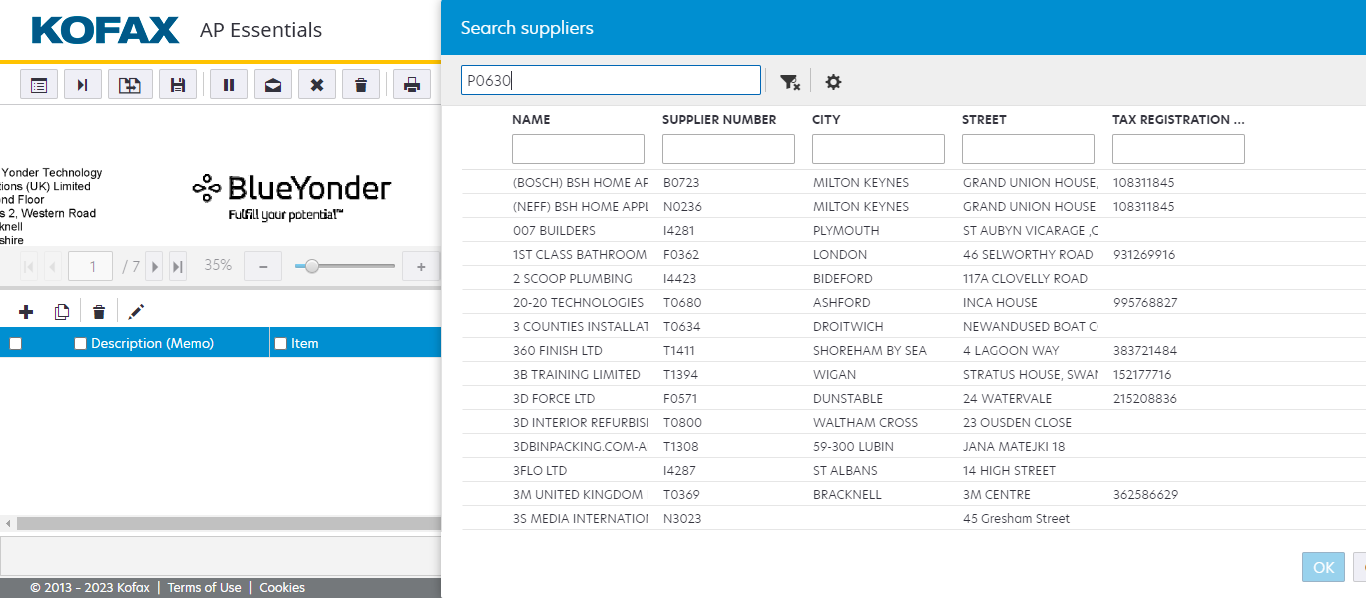 KOFAX AP Essentials
Yonder Technology
tions (UK) Limited
nd Floor
s 2, Western Road
knell
shire
BlueYonder
Fulfill your potential™
1 / 7 35% − +
Description (Memo) Item
© 2013 - 2023 Kofax | Terms of Use | Cookies
Search suppliers
P0630
NAME SUPPLIER NUMBER CITY STREET TAX REGISTRATION ...
(BOSCH) BSH HOME AP B0723 MILTON KEYNES GRAND UNION HOUSE, 108311845
(NEFF) BSH HOME APPL N0236 MILTON KEYNES GRAND UNION HOUSE 108311845
007 BUILDERS I4281 PLYMOUTH ST AUBYN VICARAGE ,C
1ST CLASS BATHROOM F0362 LONDON 46 SELWORTHY ROAD 931269916
2 SCOOP PLUMBING I4423 BIDEFORD 117A CLOVELLY ROAD
20-20 TECHNOLOGIES T0680 ASHFORD INCA HOUSE 995768827
3 COUNTIES INSTALLAT T0634 DROITWICH NEWANDUSED BOAT C
360 FINISH LTD T1411 SHOREHAM BY SEA 4 LAGOON WAY 383721484
3B TRAINING LIMITED T1394 WIGAN STRATUS HOUSE, SWAN 152177716
3D FORCE LTD F0571 DUNSTABLE 24 WATERVALE 215208836
3D INTERIOR REFURBISI T0800 WALTHAM CROSS 23 OUSDEN CLOSE
3DBINPACKING.COM-A T1308 59-300 LUBIN JANA MATEJKI 18
3FLO LTD I4287 ST ALBANS 14 HIGH STREET
3M UNITED KINGDOM T0369 BRACKNELL 3M CENTRE 362586629
3S MEDIA INTERNATIO N3023 45 Gresham Street
OK